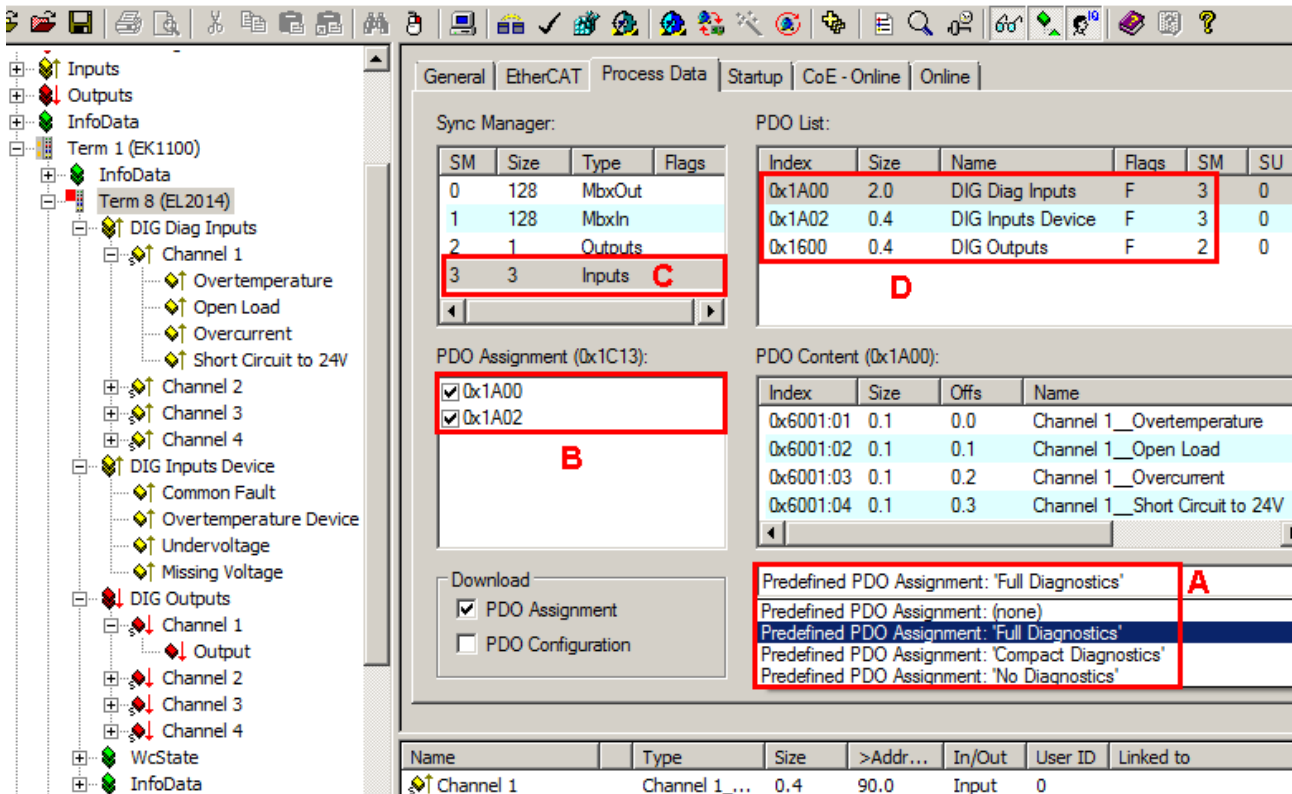 Inputs
Outputs
InfoData
Term 1 (EK1100)
InfoData
Term 8 (EL2014)
DIG Diag Inputs
Channel 1
Overtemperature
Open Load
Overcurrent
Short Circuit to 24V
Channel 2
Channel 3
Channel 4
DIG Inputs Device
Common Fault
Overtemperature Device
Undervoltage
Missing Voltage
DIG Outputs
Channel 1
Output
Channel 2
Channel 3
Channel 4
WcState
InfoData
General EtherCAT Process Data Startup CoE - Online Online
Sync Manager:
SM Size Type Flags
0 128 MbxOut
1 128 MbxIn
2 1 Outputs
3 3 Inputs C
PDO List:
Index Size Name Flags SM SU
0x1A00 2.0 DIG Diag Inputs F 3 0
0x1A02 0.4 DIG Inputs Device F 3 0
0x1600 0.4 DIG Outputs F 2 0
D
PDO Assignment (0x1C13):
0x1A00
0x1A02
B
PDO Content (0x1A00):
Index Size Offs Name
0x6001:01 0.1 0.0 Channel 1__Overtemperature
0x6001:02 0.1 0.1 Channel 1__Open Load
0x6001:03 0.1 0.2 Channel 1__Overcurrent
0x6001:04 0.1 0.3 Channel 1__Short Circuit to 24V
Download
PDO Assignment
PDO Configuration
Predefined PDO Assignment: 'Full Diagnostics' A
Predefined PDO Assignment: (none)
Predefined PDO Assignment: 'Full Diagnostics'
Predefined PDO Assignment: 'Compact Diagnostics'
Predefined PDO Assignment: 'No Diagnostics'
Name Type Size >Addr... In/Out User ID Linked to
Channel 1 Channel 1_... 0.4 90.0 Input 0